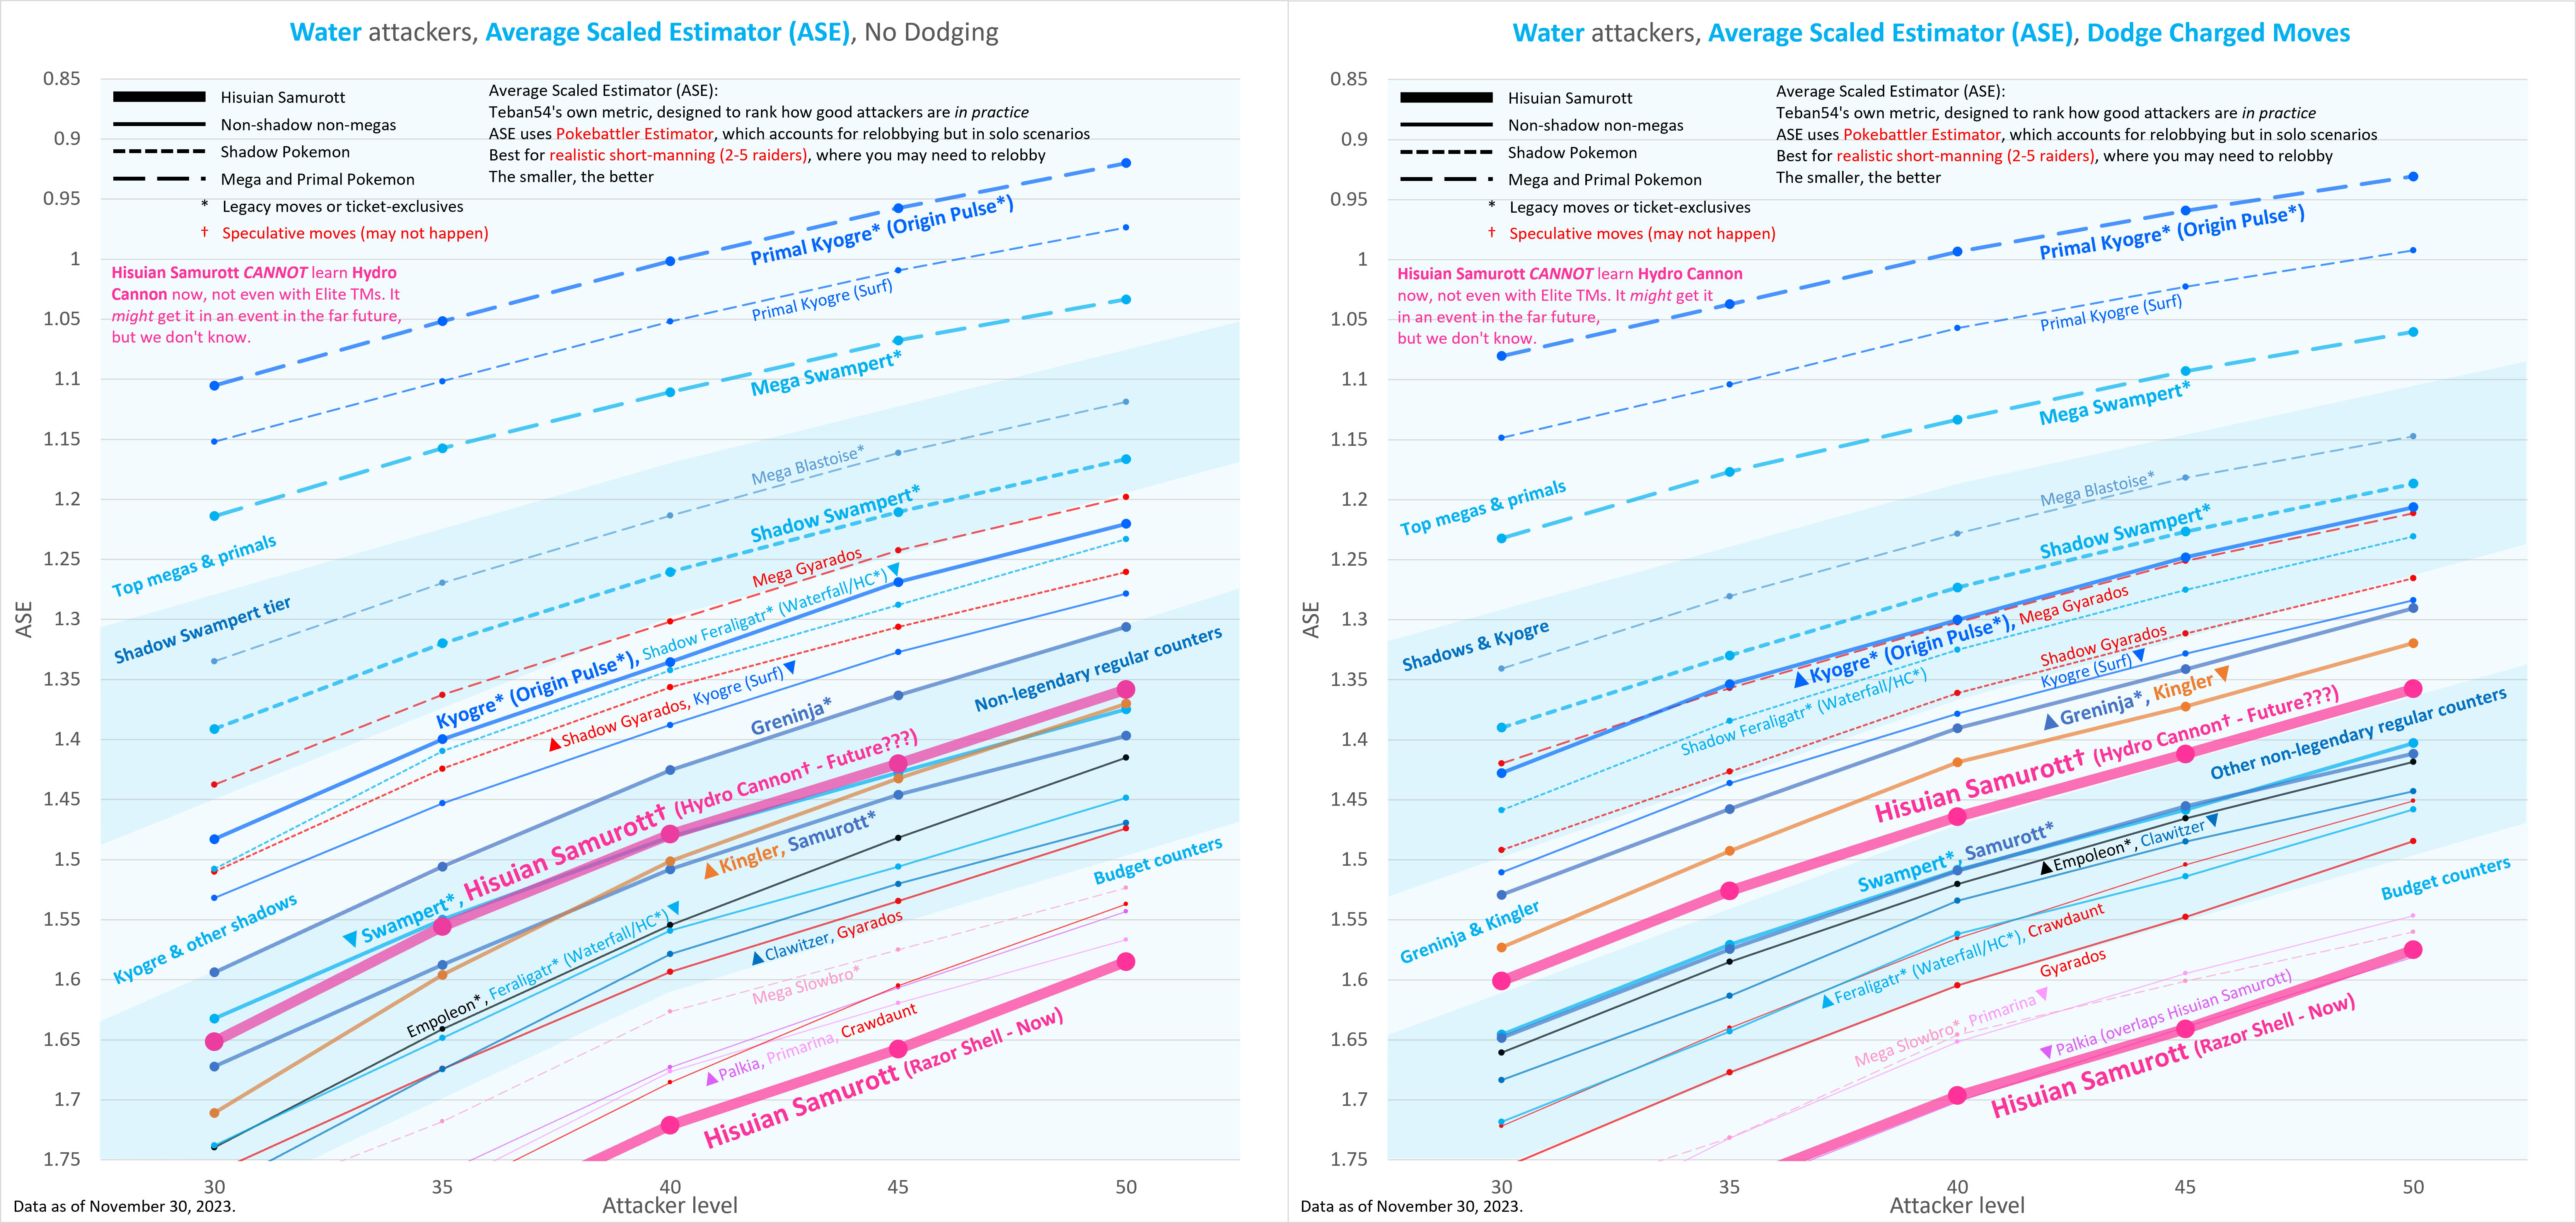 Water attackers, Average Scaled Estimator (ASE), No Dodging
0.85
0.9
0.95
1
1.05
1.1
1.15
1.2
1.25
1.3
1.35
1.4
1.45
1.5
1.55
1.6
1.65
1.7
1.75
ASE
Hisuian Samurott
Non-shadow non-megas
Shadow Pokemon
Mega and Primal Pokemon
* Legacy moves or ticket-exclusives
† Speculative moves (may not happen)
Average Scaled Estimator (ASE):
Teban54's own metric, designed to rank how good attackers are in practice
ASE uses Pokebattler Estimator, which accounts for relobbying but in solo scenarios
Best for realistic short-manning (2-5 raiders), where you may need to relobby
The smaller, the better
Hisuian Samurott CANNOT learn Hydro
Cannon now, not even with Elite TMs. It
might get it in an event in the far future,
but we don't know.
Primal Kyogre* (Origin Pulse*)
Primal Kyogre (Surf)
Mega Swampert*
Mega Blastoise*
Shadow Swampert*
Top megas & primals
Mega Gyarados
Shadow Swampert tier
Kyogre* (Origin Pulse*), Shadow Feraligatr* (Waterfall/HC*)▼
▲Shadow Gyarados, Kyogre (Surf)▼
Non-legendary regular counters
Greninja*
▼Swampert*, Hisuian Samurott† (Hydro Cannon† - Future???)
▲Kingler, Samurott*
Kyogre & other shadows
Budget counters
Empoleon*, Feraligatr* (Waterfall/HC*)▼
▲Clawitzer, Gyarados
Mega Slowbro*
▲Palkia, Primarina, Crawdaunt
Hisuian Samurott (Razor Shell - Now)
30
35
40
45
50
Attacker level
Data as of November 30, 2023.
Water attackers, Average Scaled Estimator (ASE), Dodge Charged Moves
0.85
0.9
0.95
1
1.05
1.1
1.15
1.2
1.25
1.3
1.35
1.4
1.45
1.5
1.55
1.6
1.65
1.7
1.75
ASE
Hisuian Samurott
Non-shadow non-megas
Shadow Pokemon
Mega and Primal Pokemon
* Legacy moves or ticket-exclusives
† Speculative moves (may not happen)
Average Scaled Estimator (ASE):
Teban54's own metric, designed to rank how good attackers are in practice
ASE uses Pokebattler Estimator, which accounts for relobbying but in solo scenarios
Best for realistic short-manning (2-5 raiders), where you may need to relobby
The smaller, the better
Hisuian Samurott CANNOT learn Hydro Cannon
now, not even with Elite TMs. It might get it
in an event in the far future,
but we don't know.
Primal Kyogre* (Origin Pulse*)
Primal Kyogre (Surf)
Mega Swampert*
Mega Blastoise*
Top megas & primals
Shadow Swampert*
Shadows & Kyogre
▲Kyogre* (Origin Pulse*), Mega Gyarados
Shadow Gyarados
Kyogre (Surf)▼
Shadow Feraligatr* (Waterfall/HC*)
▲Greninja*, Kingler▼
Hisuian Samurott† (Hydro Cannon† - Future???)
Other non-legendary regular counters
Swampert*, Samurott*
▲Empoleon*, Clawitzer▼
Greninja & Kingler
Budget counters
▲Feraligatr* (Waterfall/HC*), Crawdaunt
Gyarados
Mega Slowbro*, Primarina▼
▼Palkia (overlaps Hisuian Samurott)
Hisuian Samurott (Razor Shell - Now)
30
35
40
45
50
Attacker level
Data as of November 30, 2023.